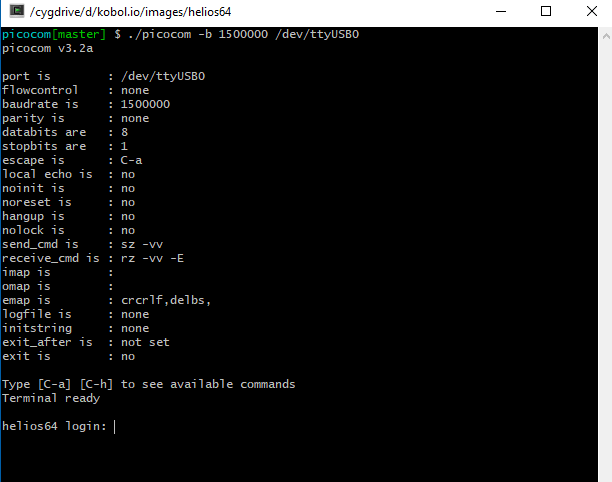 /cygdrive/d/kobol.io/images/helios64
picocom[master] $ ./picocom -b 1500000 /dev/ttyUSB0
picocom v3.2a
port is        : /dev/ttyUSB0
flowcontrol    : none
baudrate is    : 1500000
parity is      : none
databits are   : 8
stopbits are   : 1
escape is      : C-a
local echo is  : no
noinit is      : no
noreset is     : no
hangup is      : no
nolock is      : no
send_cmd is    : sz -vv
receive_cmd is : rz -vv -E
imap is        :
omap is        :
emap is        : crcrlf,delbs,
logfile is     : none
initstring     : none
exit_after is  : not set
exit is        : no
Type [C-a] [C-h] to see available commands
Terminal ready
helios64 login: